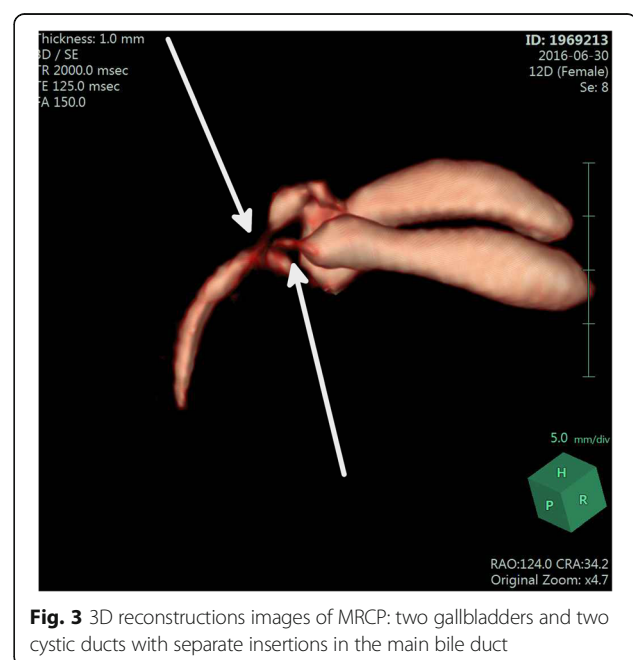 Thickness: 1.0 mm
3D / SE
TR 2000.0 msec
TE 125.0 msec
FA 150.0
ID: 1969213
2016-06-30
12D (Female)
Se: 8
5.0 mm/div
H
P R
RAO:124.0 CRA:34.2
Original Zoom: x4.7
Fig. 3 3D reconstructions images of MRCP: two gallbladders and two
cystic ducts with separate insertions in the main bile duct